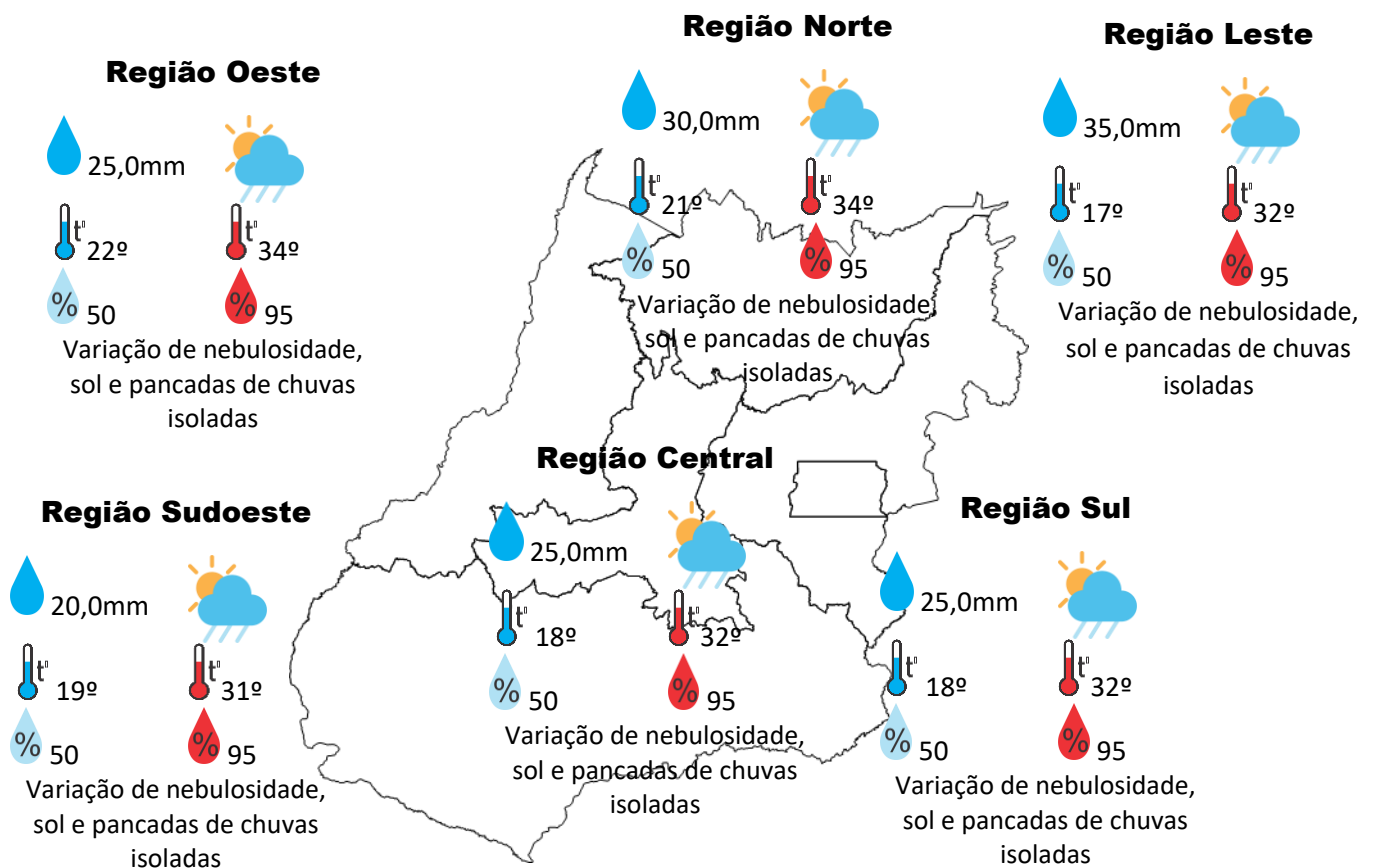 Região Oeste
25,0mm
t°
22º
34º
%
50
%
95
Variação de nebulosidade,
sol e pancadas de chuvas
isoladas
Região Norte
30,0mm
t°
21º
t°
34º
%
50
%
95
Variação de nebulosidade,
sol e pancadas de chuvas
isoladas
Região Leste
35,0mm
t°
17º
t°
32º
%
50
%
95
Variação de nebulosidade,
sol e pancadas de chuvas
isoladas
Região Sudoeste
20,0mm
t°
19º
t°
31º
%
50
%
95
Variação de nebulosidade,
sol e pancadas de chuvas
isoladas
Região Central
25,0mm
t°
18º
t°
32º
%
50
%
95
Variação de nebulosidade,
sol e pancadas de chuvas
isoladas
Região Sul
25,0mm
t°
18º
t°
32º
%
50
%
95
Variação de nebulosidade,
sol e pancadas de chuvas
isoladas